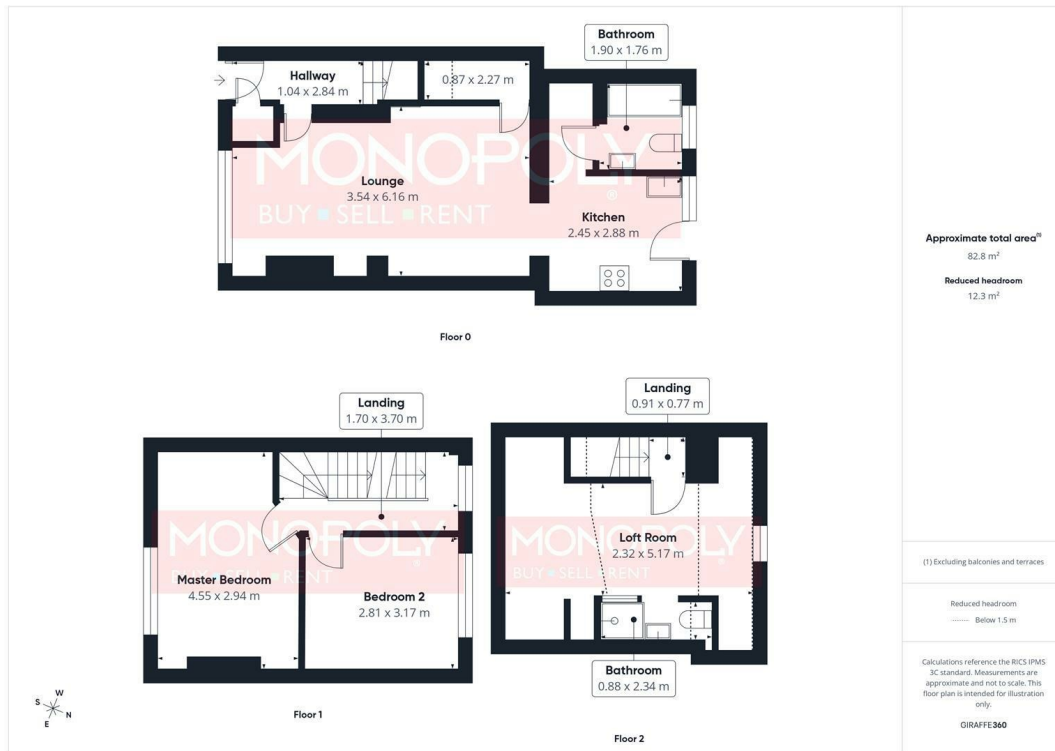 Bathroom
1.90 x 1.76 m
Hallway
1.04 x 2.84 m
0.87 x 2.27 m
MONOPOLY
®
BUY SELL RENT
Lounge
3.54 x 6.16 m
Kitchen
2.45 x 2.88 m
Floor 0
Landing
1.70 x 3.70 m
MONOPOLY
BUY SELL RENT
Master Bedroom
4.55 x 2.94 m
Bedroom 2
2.81 x 3.17 m
Floor 1
Landing
0.91 x 0.77 m
MONOPOLY
BUY SELL RENT
Loft Room
2.32 x 5.17 m
Bathroom
0.88 x 2.34 m
Floor 2
W
S
N
E
Approximate total area(1)
82.8 m²
Reduced headroom
12.3 m²
(1) Excluding balconies and terraces
Reduced headroom
Below 1.5 m
Calculations reference the RICS IPMS
3C standard. Measurements are
approximate and not to scale. This
floor plan is intended for illustration
only.
GIRAFFE360